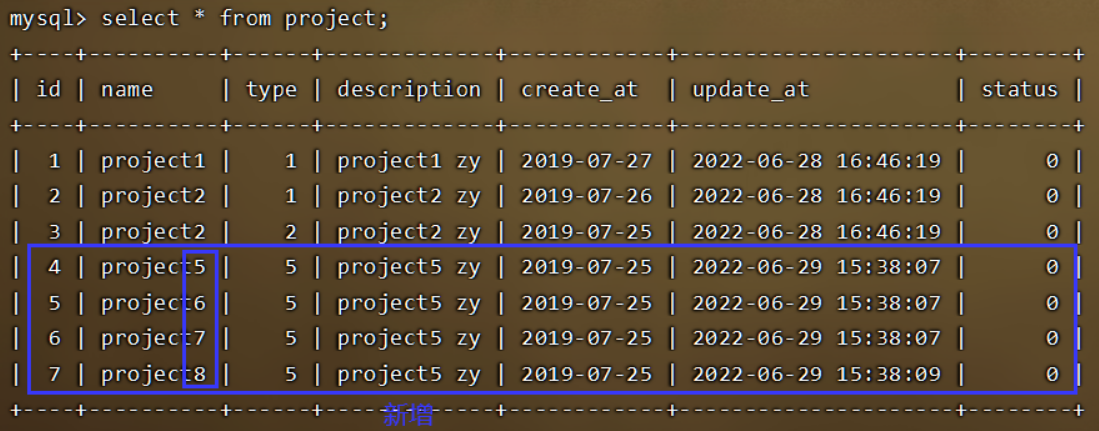 mysql> select * from project;
+----+----------+------+-------------+------------+---------------------+--------+
| id | name     | type | description | create_at  | update_at           | status |
+----+----------+------+-------------+------------+---------------------+--------+
|  1 | project1 |    1 | project1 zy | 2019-07-27 | 2022-06-28 16:46:19 |      0 |
|  2 | project2 |    1 | project2 zy | 2019-07-26 | 2022-06-28 16:46:19 |      0 |
|  3 | project2 |    2 | project2 zy | 2019-07-25 | 2022-06-28 16:46:19 |      0 |
|  4 | project5 |    5 | project5 zy | 2019-07-25 | 2022-06-29 15:38:07 |      0 |
|  5 | project6 |    5 | project5 zy | 2019-07-25 | 2022-06-29 15:38:07 |      0 |
|  6 | project7 |    5 | project5 zy | 2019-07-25 | 2022-06-29 15:38:07 |      0 |
|  7 | project8 |    5 | project5 zy | 2019-07-25 | 2022-06-29 15:38:09 |      0 |
+----+----------+------+-------------+------------+---------------------+--------+
新增